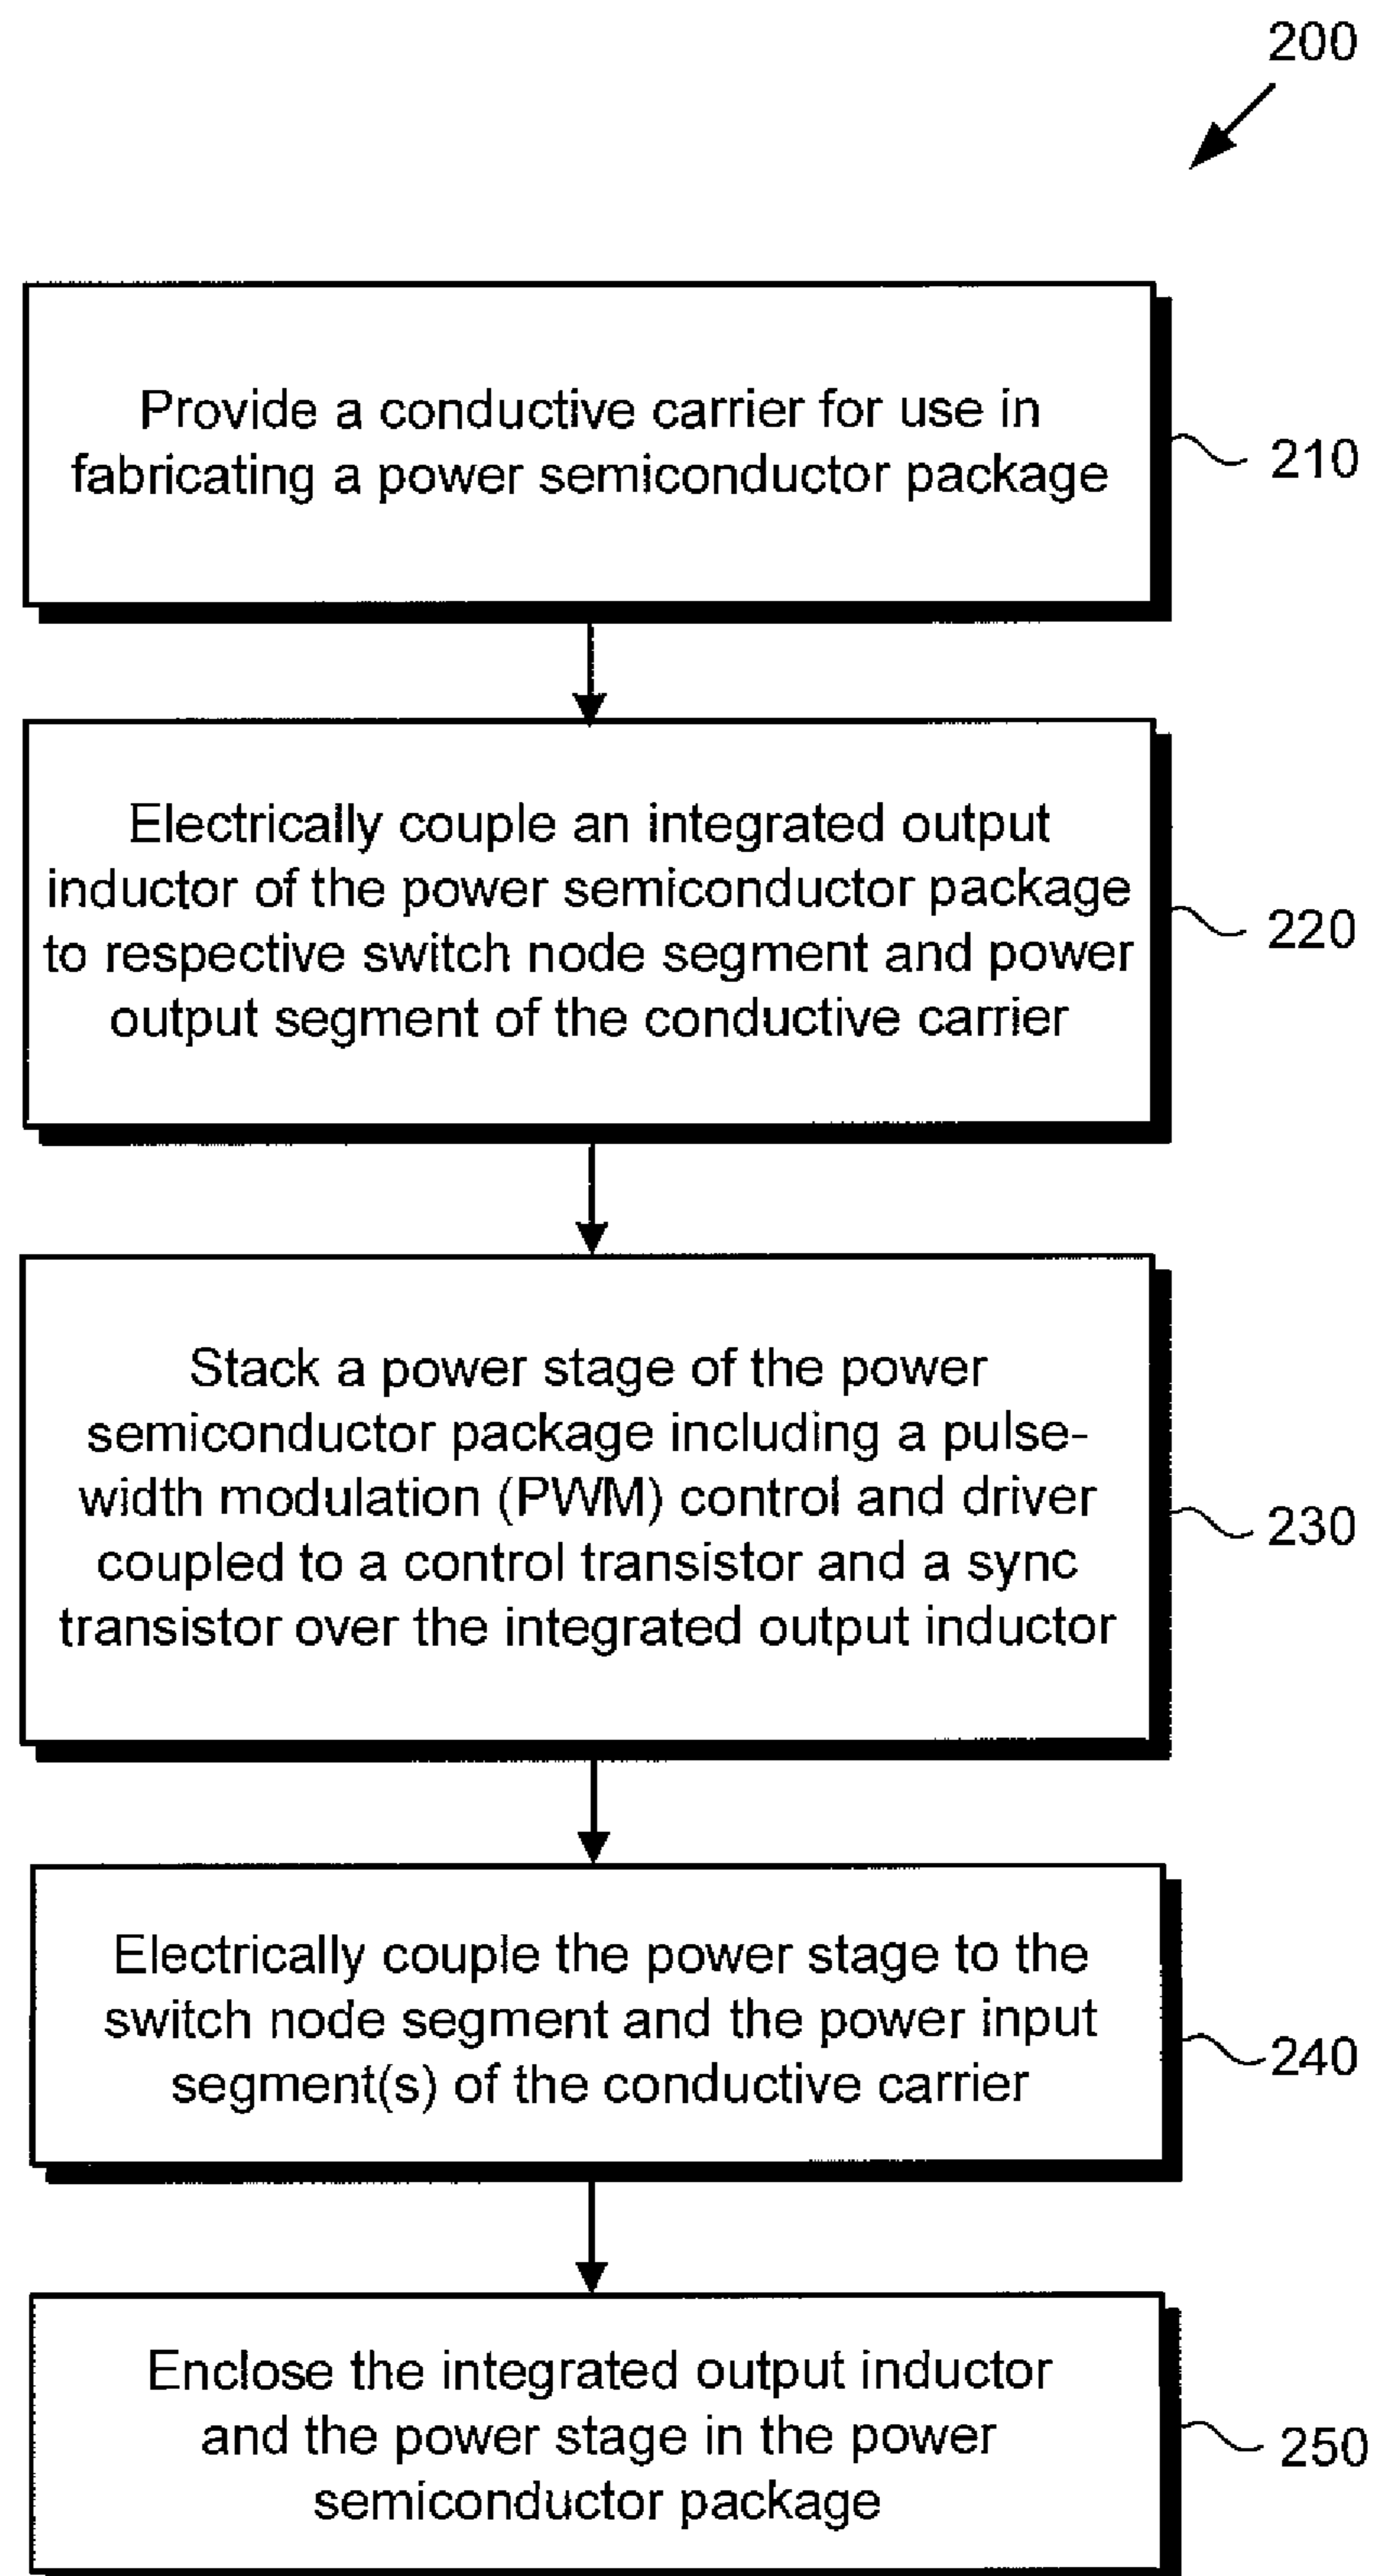 200
Provide a conductive carrier for use in
fabricating a power semiconductor package
210
Electrically couple an integrated output
inductor of the power semiconductor package
to respective switch node segment and power
output segment of the conductive carrier
220
Stack a power stage of the power
semiconductor package including a pulse-
width modulation (PWM) control and driver
coupled to a control transistor and a sync
transistor over the integrated output inductor
230
Electrically couple the power stage to the
switch node segment and the power input
segment(s) of the conductive carrier
240
Enclose the integrated output inductor
and the power stage in the power
semiconductor package
250